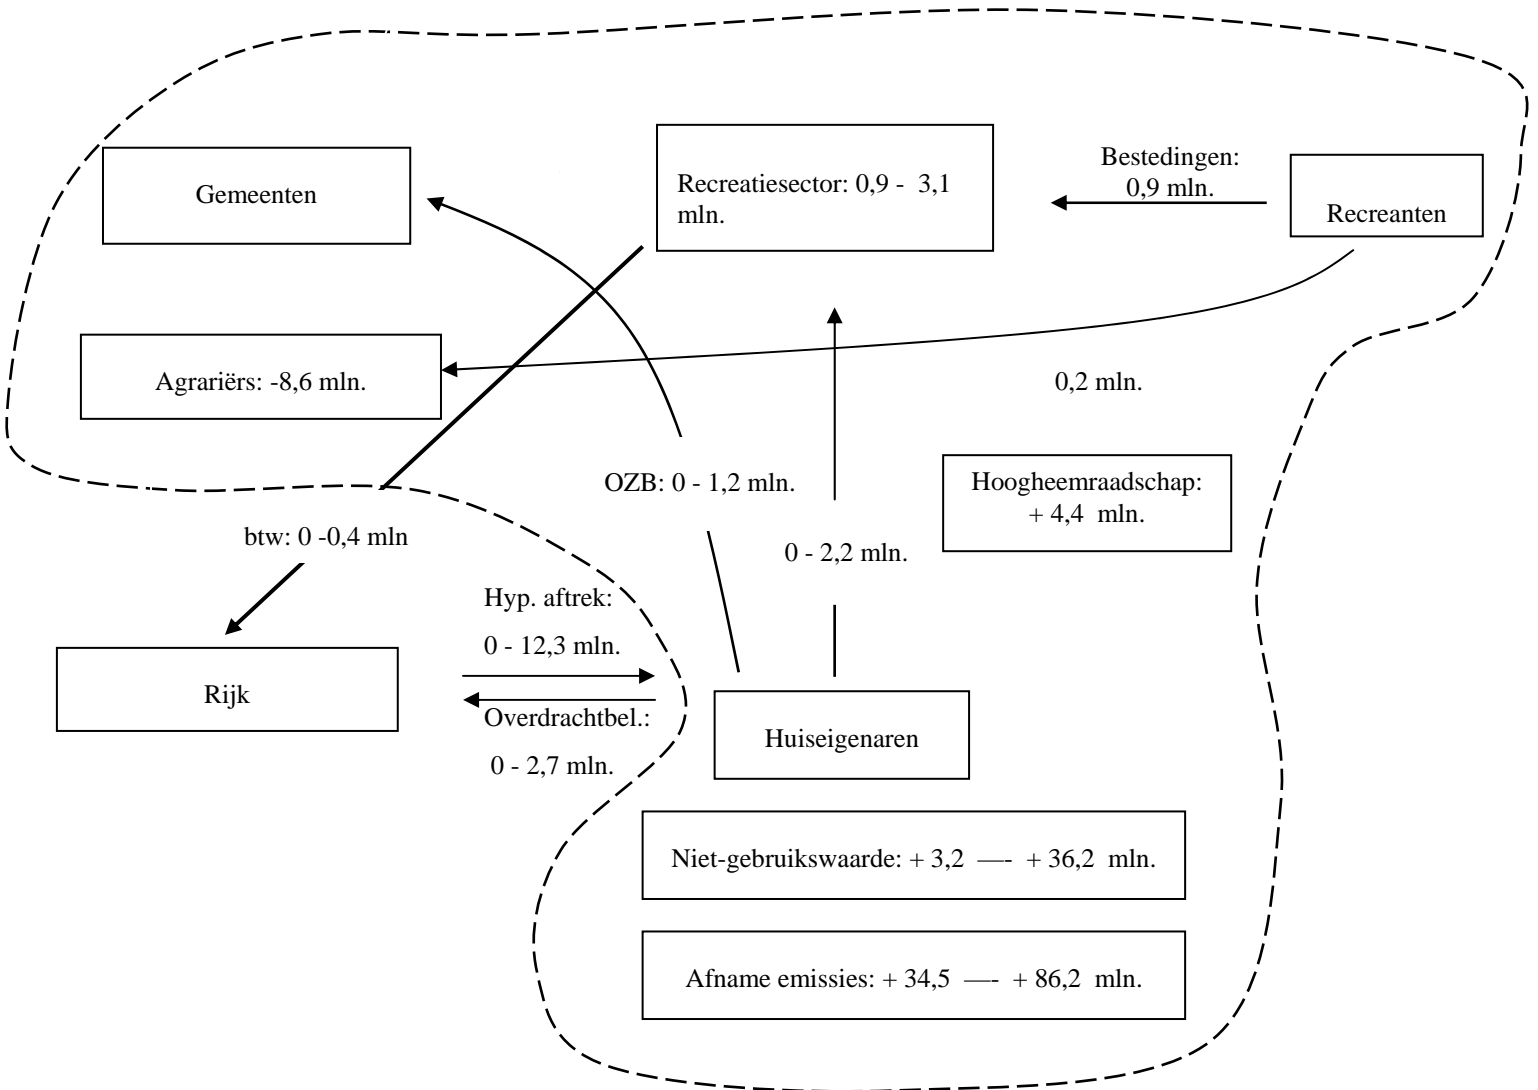 Gemeenten
Recreatiesector: 0,9 - 3,1
mln.
Bestedingen:
0,9 mln.
Recreanten
Agrariërs: -8,6 mln.
0,2 mln.
OZB: 0 - 1,2 mln.
Hoogheemraadschap:
+ 4,4 mln.
btw: 0 -0,4 mln
0 - 2,2 mln.
Hyp. aftrek:
0 - 12,3 mln.
Rijk
Overdrachtbel.:
0 - 2,7 mln.
Huiseigenaren
Niet-gebruikswaarde: + 3,2 —- + 36,2 mln.
Afname emissies: + 34,5 —- + 86,2 mln.